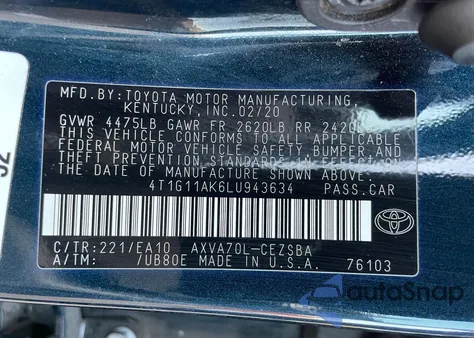 MFD.BY: TOYOTA MOTOR MANUFACTURING,
KENTUCKY, INC. 02/20
GVWR 4475LB GAWR FR 2620LB RR 2420LB
THIS VEHICLE CONFORMS TO ALL APPLICABLE
FEDERAL MOTOR VEHICLE SAFETY, BUMPER AND
THEFT PREVENTION STANDARDS IN EFFECT ON
THE DATE OF MANUFACTURE SHOWN ABOVE.
4T1G11AK6LU943634 PASS.CAR
C/TR:221/EA10 AXVA70L-CEZSBA
A/TM: /UB80E MADE IN U.S.A. 76103
autoSnap